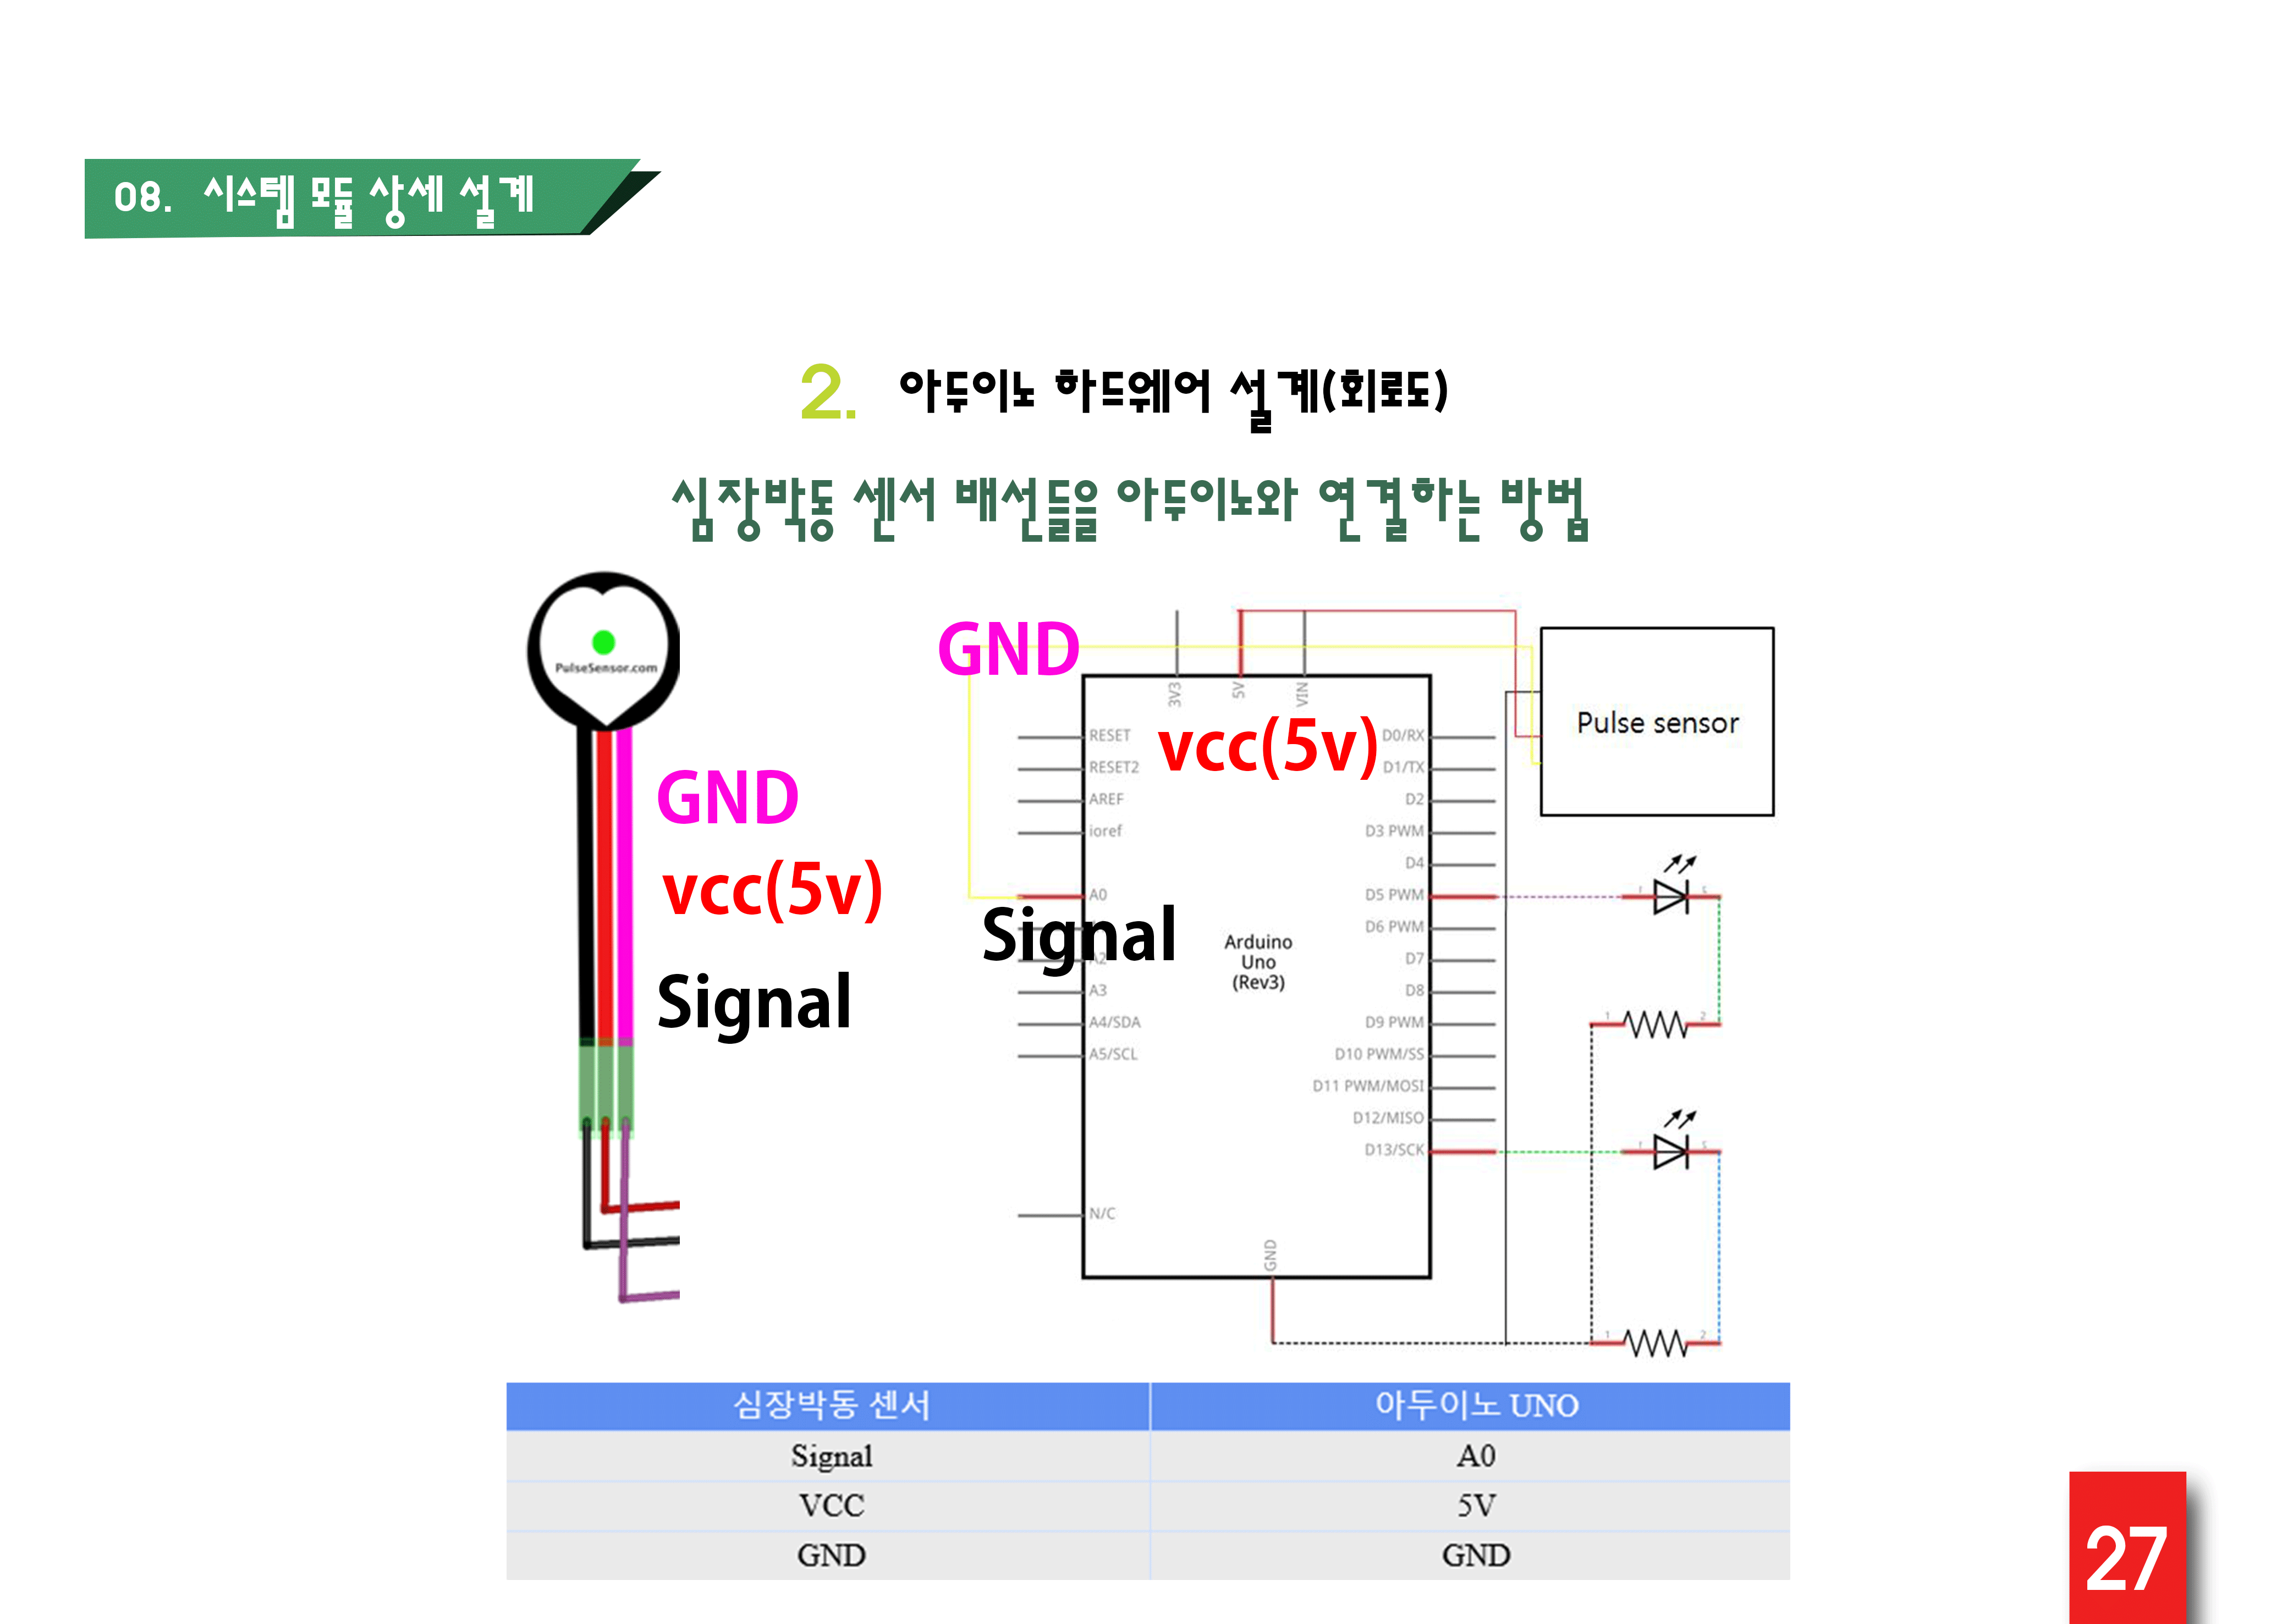 08. 시스템 모듈 상세 설계
2. 아두이노 하드웨어 설계(회로도)
심장박동 센서 배선들을 아두이노와 연결하는 방법
PulseSensor.com
GND
vcc(5v)
Signal
GND
3V3
5V
VIN
vcc(5v)
Pulse sensor
RESET
RESET2
AREF
ioref
A0
Signal
A2
A3
A4/SDA
A5/SCL
N/C
Arduino
Uno
(Rev3)
D0/RX
D1/TX
D2
D3 PWM
D4
D5 PWM
D6 PWM
D7
D8
D9 PWM
D10 PWM/SS
D11 PWM/MOSI
D12/MISO
D13/SCK
GND
1 2
1 2
심장박동 센서 아두이노 UNO
Signal A0
VCC 5V
GND GND
27